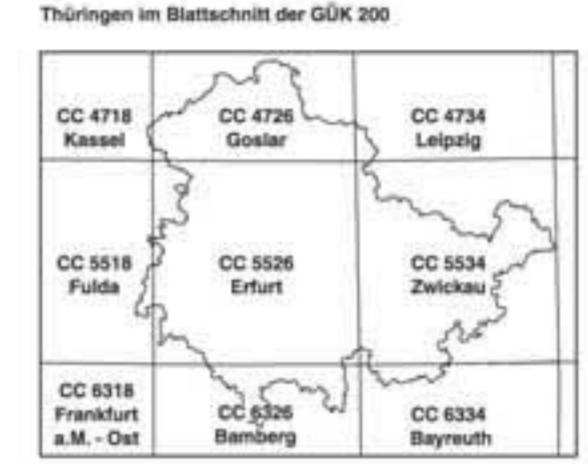 Thüringen im Blattschnitt der GÜK 200
CC 4718
Kassel
CC 4726
Goslar
CC 4734
Leipzig
CC 5518
Fulda
CC 5526
Erfurt
CC 5534
Zwickau
CC 6318
Frankfurt
a.M. - Ost
CC 6326
Bamberg
CC 6334
Bayreuth